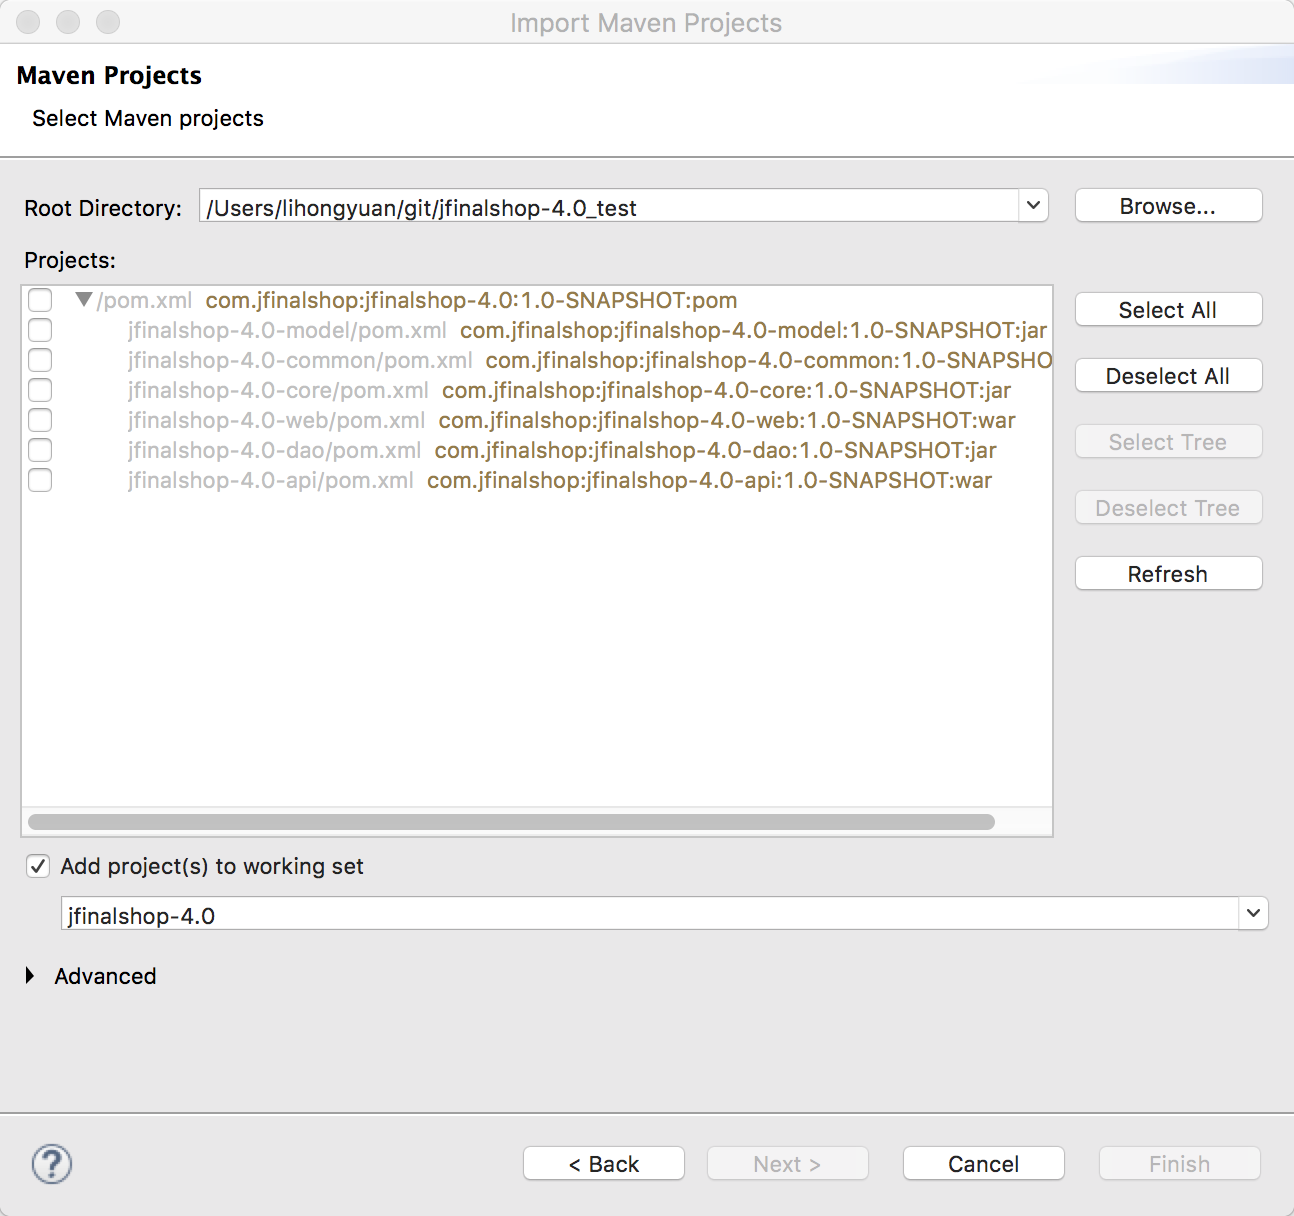 Import Maven Projects
Maven Projects
Select Maven projects
Root Directory: /Users/lihongyuan/git/jfinalshop-4.0_test Browse...
Projects:
/pom.xml com.jfinalshop:jfinalshop-4.0:1.0-SNAPSHOT:pom
jfinalshop-4.0-model/pom.xml com.jfinalshop:jfinalshop-4.0-model:1.0-SNAPSHOT:jar
jfinalshop-4.0-common/pom.xml com.jfinalshop:jfinalshop-4.0-common:1.0-SNAPSHO
jfinalshop-4.0-core/pom.xml com.jfinalshop:jfinalshop-4.0-core:1.0-SNAPSHOT:jar
jfinalshop-4.0-web/pom.xml com.jfinalshop:jfinalshop-4.0-web:1.0-SNAPSHOT:war
jfinalshop-4.0-dao/pom.xml com.jfinalshop:jfinalshop-4.0-dao:1.0-SNAPSHOT:jar
jfinalshop-4.0-api/pom.xml com.jfinalshop:jfinalshop-4.0-api:1.0-SNAPSHOT:war
Select All
Deselect All
Select Tree
Deselect Tree
Refresh
Add project(s) to working set
jfinalshop-4.0
Advanced
? < Back Next > Cancel Finish